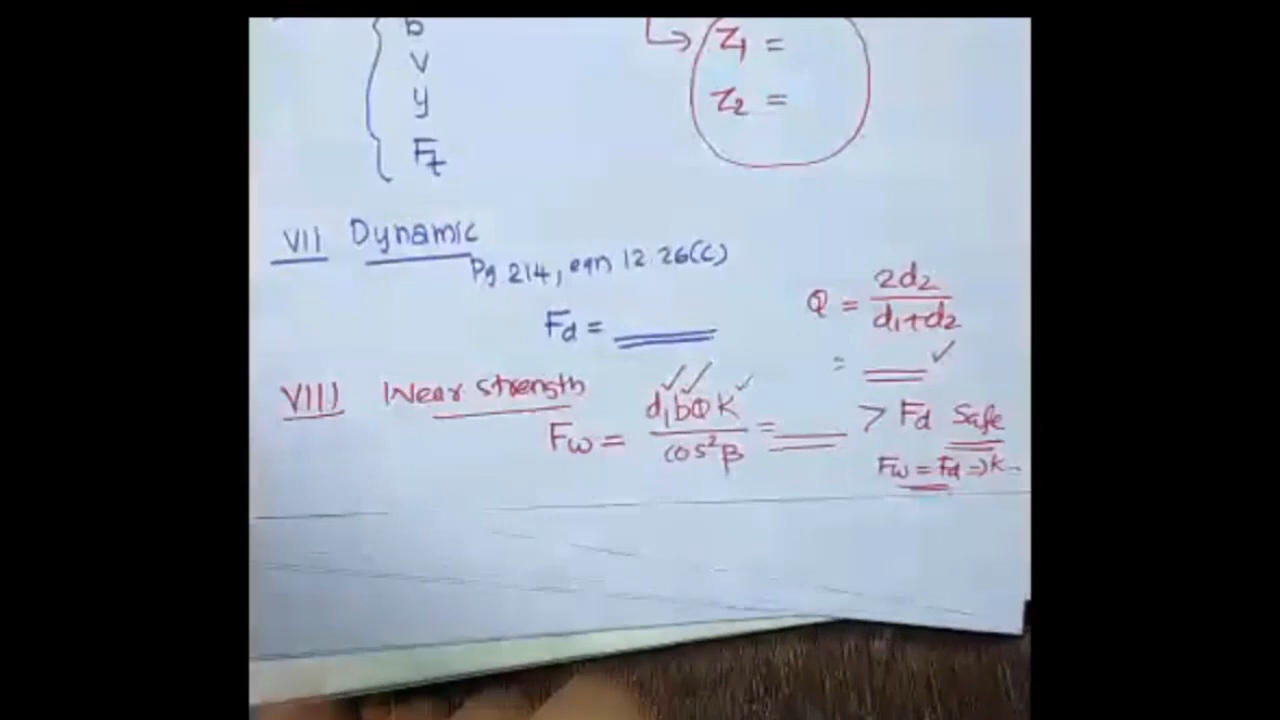 b
V
y
Ft
Z1 =
Z2 =
VII Dynamic
Pg 214, eqn 12.26(C)
Fd =
Q = 2d2
d1+d2
=
VIII) Wear strength
Fw = d1bQK = > Fd Safe
cos²β
Fw = Fd → K